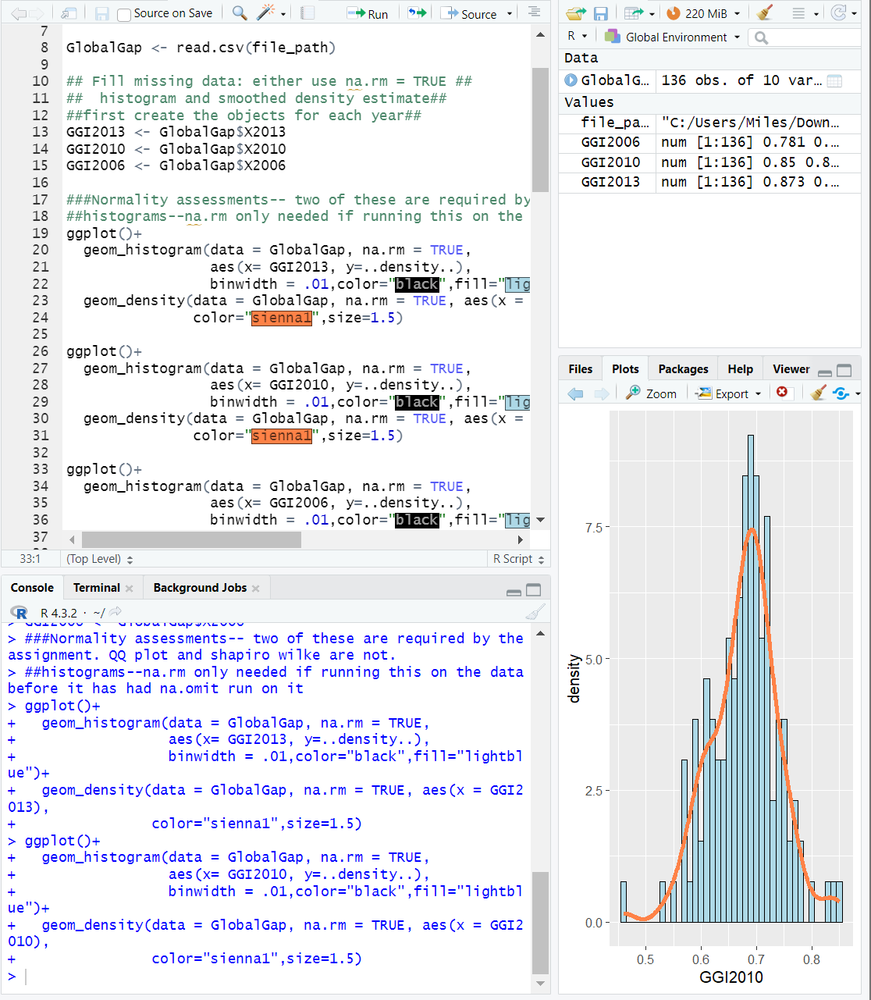 Source on Save
Run
Source
7
8 GlobalGap <- read.csv(file_path)
9
10 ## Fill missing data: either use na.rm = TRUE ##
11 ##  histogram and smoothed density estimate##
12 ##first create the objects for each year##
13 GGI2013 <- GlobalGap$X2013
14 GGI2010 <- GlobalGap$X2010
15 GGI2006 <- GlobalGap$X2006
16
17 ###Normality assessments-- two of these are required by
18 ##histograms--na.rm only needed if running this on the
19 ggplot()+
20   geom_histogram(data = GlobalGap, na.rm = TRUE,
21                  aes(x= GGI2013, y=..density..),
22                  binwidth = .01,color="black",fill="lig
23   geom_density(data = GlobalGap, na.rm = TRUE, aes(x =
24                color="sienna1",size=1.5)
25
26 ggplot()+
27   geom_histogram(data = GlobalGap, na.rm = TRUE,
28                  aes(x= GGI2010, y=..density..),
29                  binwidth = .01,color="black",fill="lig
30   geom_density(data = GlobalGap, na.rm = TRUE, aes(x =
31                color="sienna1",size=1.5)
32
33 ggplot()+
34   geom_histogram(data = GlobalGap, na.rm = TRUE,
35                  aes(x= GGI2006, y=..density..),
36                  binwidth = .01,color="black",fill="lig
37
33:1 (Top Level) R Script
Console Terminal Background Jobs
R 4.3.2 · ~/
> GGI2006 <- GlobalGap$X2006
> ###Normality assessments-- two of these are required by the
assignment. QQ plot and shapiro wilke are not.
> ##histograms--na.rm only needed if running this on the data
before it has had na.omit run on it
> ggplot()+
+   geom_histogram(data = GlobalGap, na.rm = TRUE,
+                  aes(x= GGI2013, y=..density..),
+                  binwidth = .01,color="black",fill="lightbl
ue")+
+   geom_density(data = GlobalGap, na.rm = TRUE, aes(x = GGI2
013),
+                color="sienna1",size=1.5)
> ggplot()+
+   geom_histogram(data = GlobalGap, na.rm = TRUE,
+                  aes(x= GGI2010, y=..density..),
+                  binwidth = .01,color="black",fill="lightbl
ue")+
+   geom_density(data = GlobalGap, na.rm = TRUE, aes(x = GGI2
010),
+                color="sienna1",size=1.5)
>
220 MiB
R Global Environment
Data
GlobalG… 136 obs. of 10 var…
Values
file_pa… "C:/Users/Miles/Down…
GGI2006 num [1:136] 0.781 0.…
GGI2010 num [1:136] 0.85 0.8…
GGI2013 num [1:136] 0.873 0.…
Files Plots Packages Help Viewer
Zoom Export
7.5
5.0
2.5
0.0
density
0.5 0.6 0.7 0.8
GGI2010